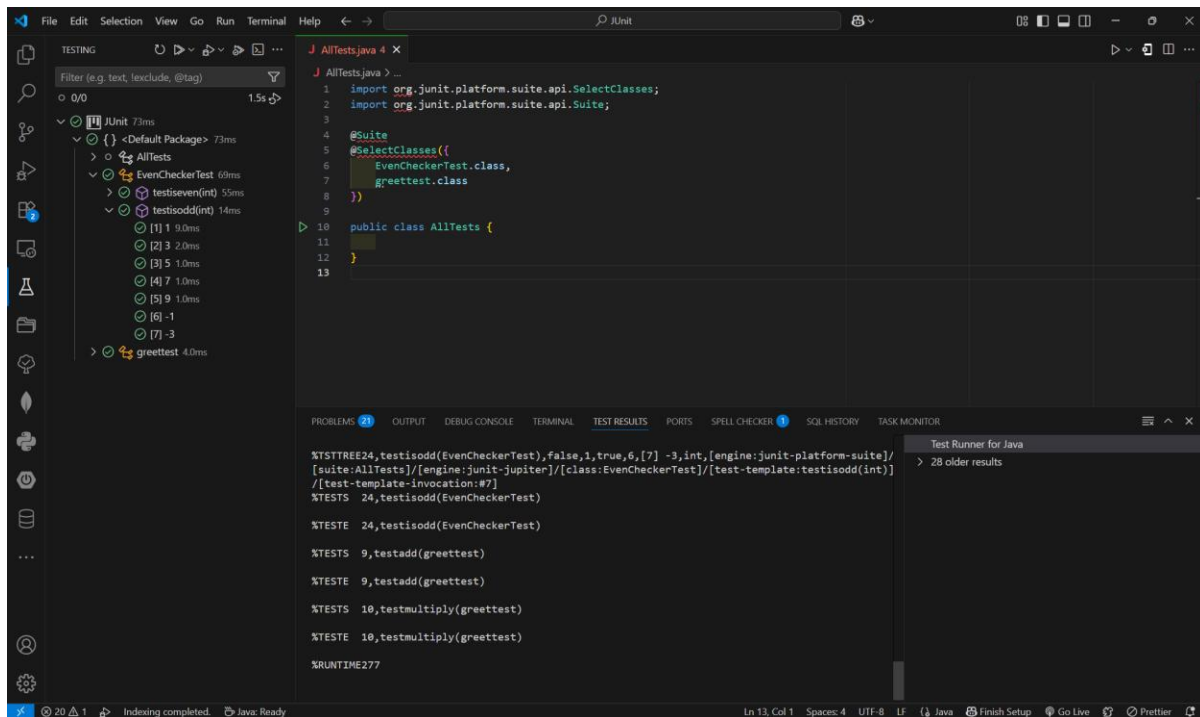 File Edit Selection View Go Run Terminal Help JUnit
TESTING
Filter (e.g. text, !exclude, @tag)
0/0 1.5s
JUnit 73ms
{ } <Default Package> 73ms
AllTests
EvenCheckerTest 69ms
testiseven(int) 55ms
testisodd(int) 14ms
[1] 1 9.0ms
[2] 3 2.0ms
[3] 5 1.0ms
[4] 7 1.0ms
[5] 9 1.0ms
[6] -1
[7] -3
greettest 4.0ms
2
J AllTests.java 4
J AllTests.java > ...
1 import org.junit.platform.suite.api.SelectClasses;
2 import org.junit.platform.suite.api.Suite;
3
4 @Suite
5 @SelectClasses({
6 EvenCheckerTest.class,
7 greettest.class
8 })
9
10 public class AllTests {
11
12 }
13
PROBLEMS 21 OUTPUT DEBUG CONSOLE TERMINAL TEST RESULTS PORTS SPELL CHECKER 1 SQL HISTORY TASK MONITOR
%TSTTREE24,testisodd(EvenCheckerTest),false,1,true,6,[7] -3,int,[engine:junit-platform-suite]/
[suite:AllTests]/[engine:junit-jupiter]/[class:EvenCheckerTest]/[test-template:testisodd(int)]
/[test-template-invocation:#7]
%TESTS 24,testisodd(EvenCheckerTest)
%TESTE 24,testisodd(EvenCheckerTest)
%TESTS 9,testadd(greettest)
%TESTE 9,testadd(greettest)
%TESTS 10,testmultiply(greettest)
%TESTE 10,testmultiply(greettest)
%RUNTIME277
Test Runner for Java
28 older results
20 1 Indexing completed. Java: Ready Ln 13, Col 1 Spaces: 4 UTF-8 LF Java Finish Setup Go Live Prettier